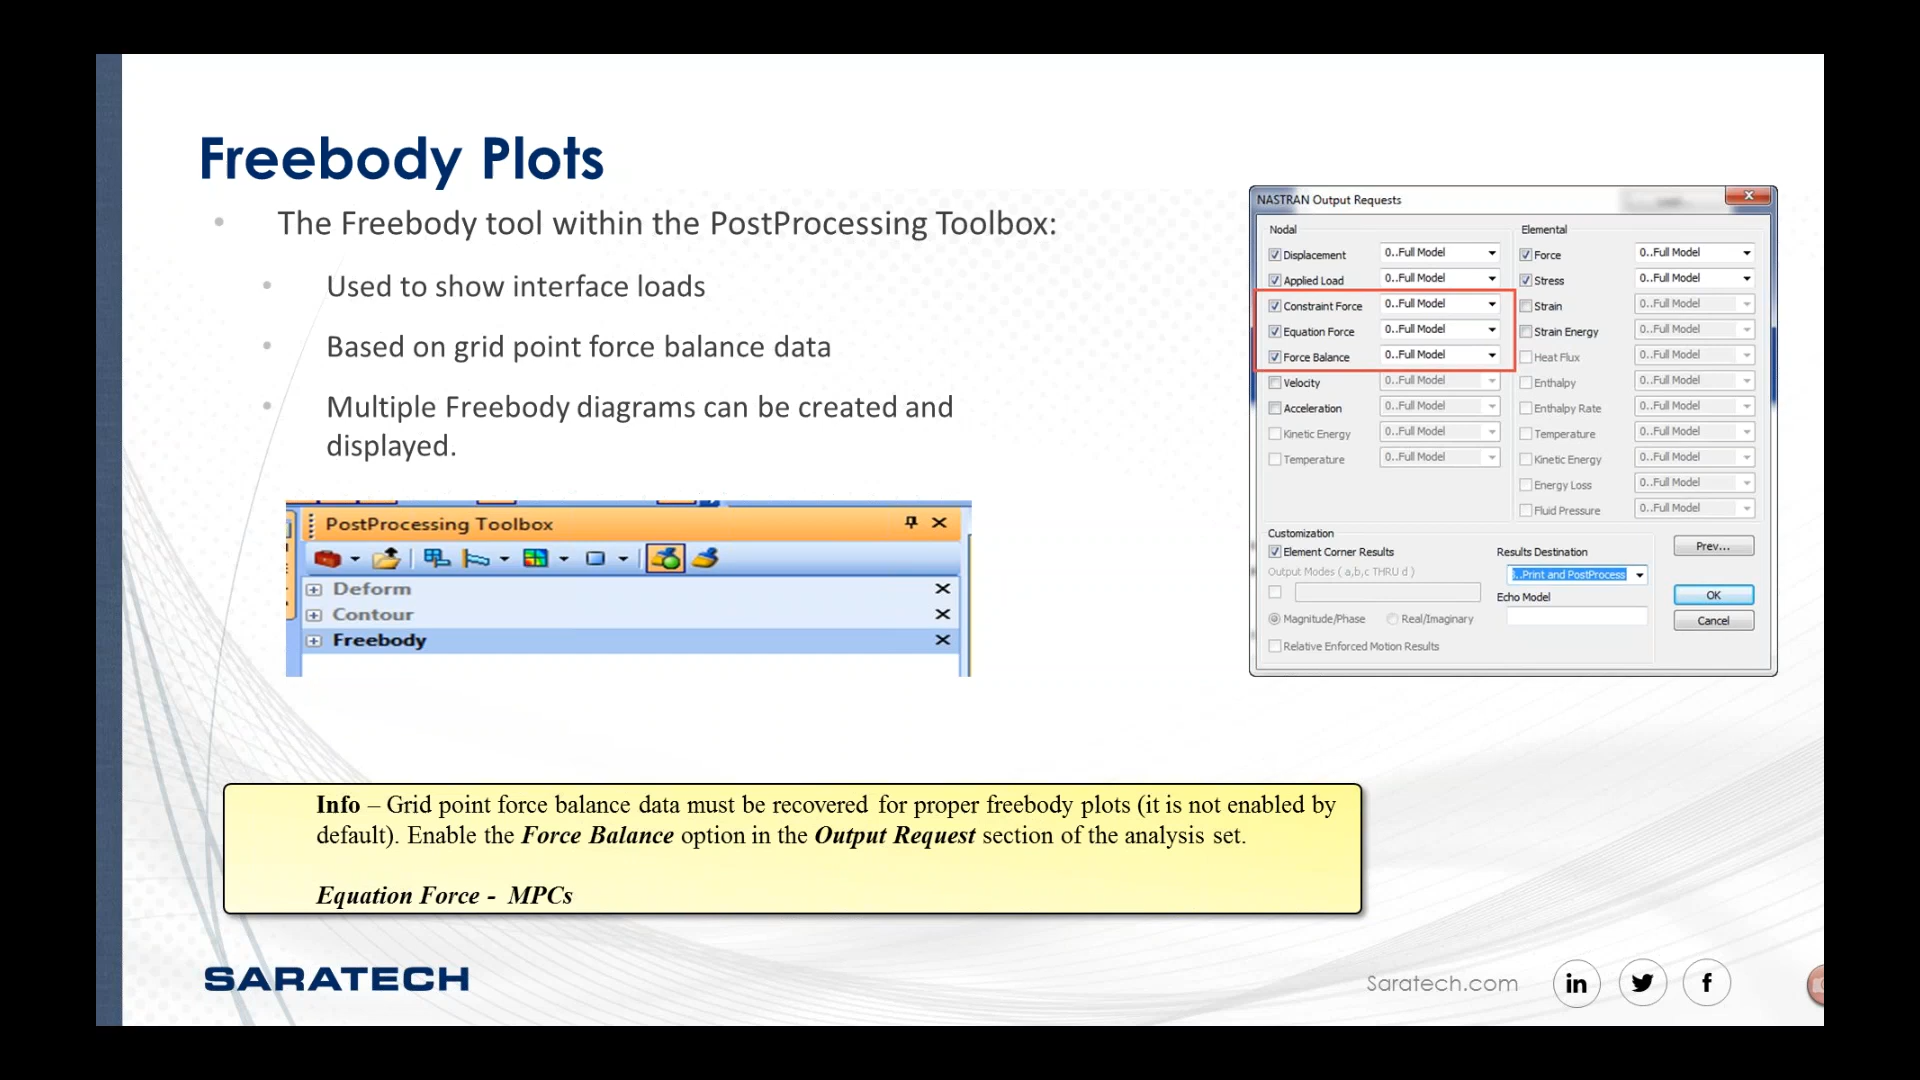 Freebody Plots
• The Freebody tool within the PostProcessing Toolbox:
• Used to show interface loads
• Based on grid point force balance data
• Multiple Freebody diagrams can be created and
displayed.
PostProcessing Toolbox
Deform
Contour
Freebody
NASTRAN Output Requests
Nodal
Displacement 0..Full Model
Applied Load 0..Full Model
Constraint Force 0..Full Model
Equation Force 0..Full Model
Force Balance 0..Full Model
Velocity 0..Full Model
Acceleration 0..Full Model
Kinetic Energy 0..Full Model
Temperature 0..Full Model
Elemental
Force 0..Full Model
Stress 0..Full Model
Strain 0..Full Model
Strain Energy 0..Full Model
Heat Flux 0..Full Model
Enthalpy 0..Full Model
Enthalpy Rate 0..Full Model
Temperature 0..Full Model
Kinetic Energy 0..Full Model
Energy Loss 0..Full Model
Fluid Pressure 0..Full Model
Customization
Element Corner Results
Output Modes ( a,b,c THRU d )
Magnitude/Phase Real/Imaginary
Relative Enforced Motion Results
Results Destination
3..Print and PostProcess
Echo Model
Prev...
OK
Cancel
Info – Grid point force balance data must be recovered for proper freebody plots (it is not enabled by
default). Enable the Force Balance option in the Output Request section of the analysis set.
Equation Force - MPCs
SARATECH
Saratech.com
in
f